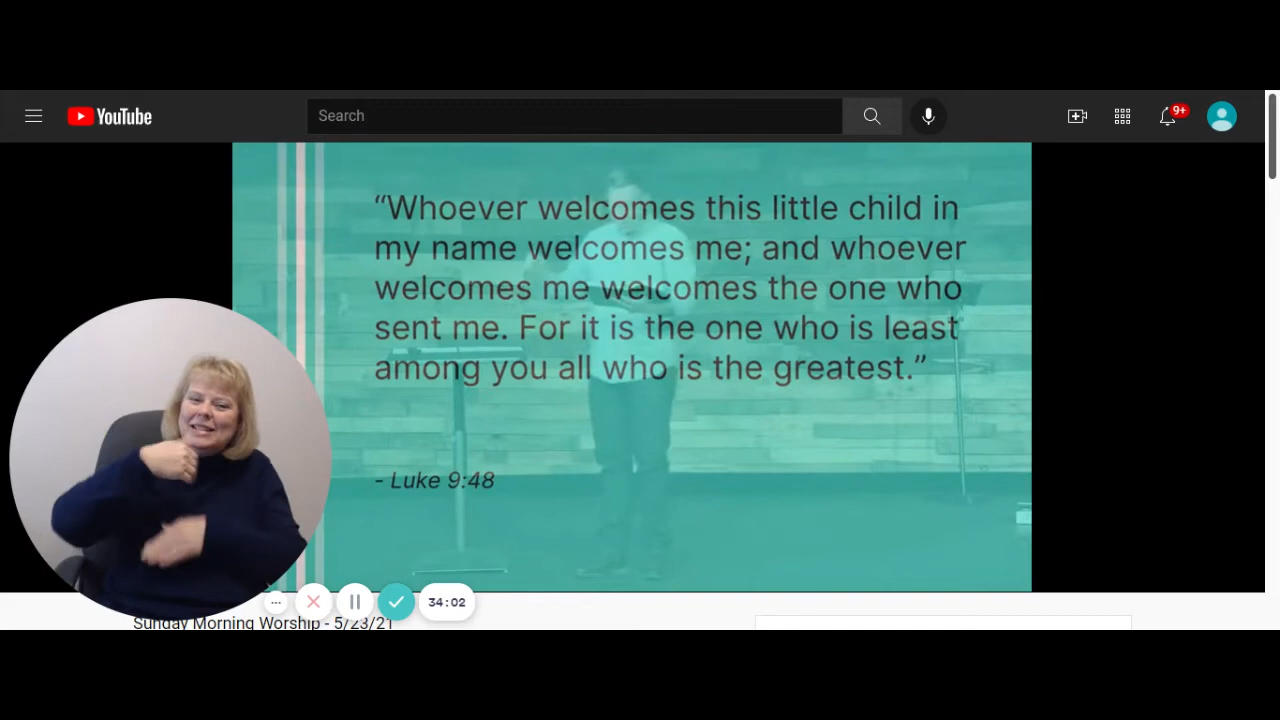 YouTube
Search
9+
“Whoever welcomes this little child in
my name welcomes me; and whoever
welcomes me welcomes the one who
sent me. For it is the one who is least
among you all who is the greatest.”
- Luke 9:48
34:02
Sunday Morning Worship - 5/23/21